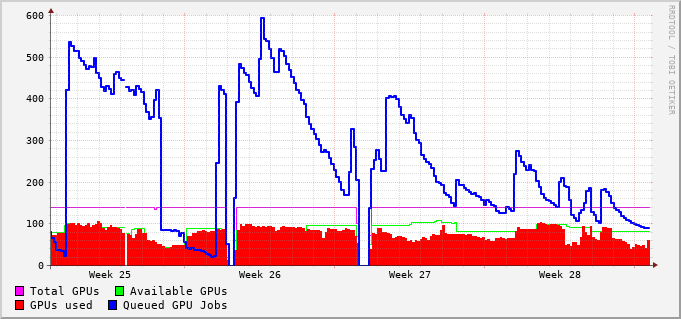 600
500
400
300
200
100
0
Week 25 Week 26 Week 27 Week 28
Total GPUs Available GPUs
GPUs used Queued GPU Jobs
RRDTOOL / TOBI OETIKER